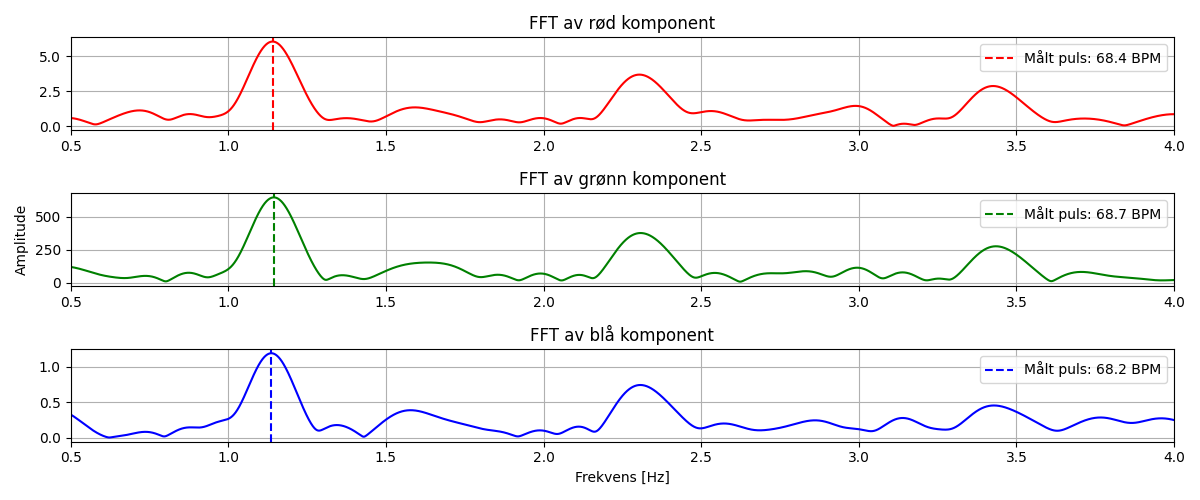 FFT av rød komponent
5.0
2.5
0.0
Målt puls: 68.4 BPM
0.5 1.0 1.5 2.0 2.5 3.0 3.5 4.0
FFT av grønn komponent
Amplitude
500
250
0
Målt puls: 68.7 BPM
0.5 1.0 1.5 2.0 2.5 3.0 3.5 4.0
FFT av blå komponent
1.0
0.5
0.0
Målt puls: 68.2 BPM
0.5 1.0 1.5 2.0 2.5 3.0 3.5 4.0
Frekvens [Hz]